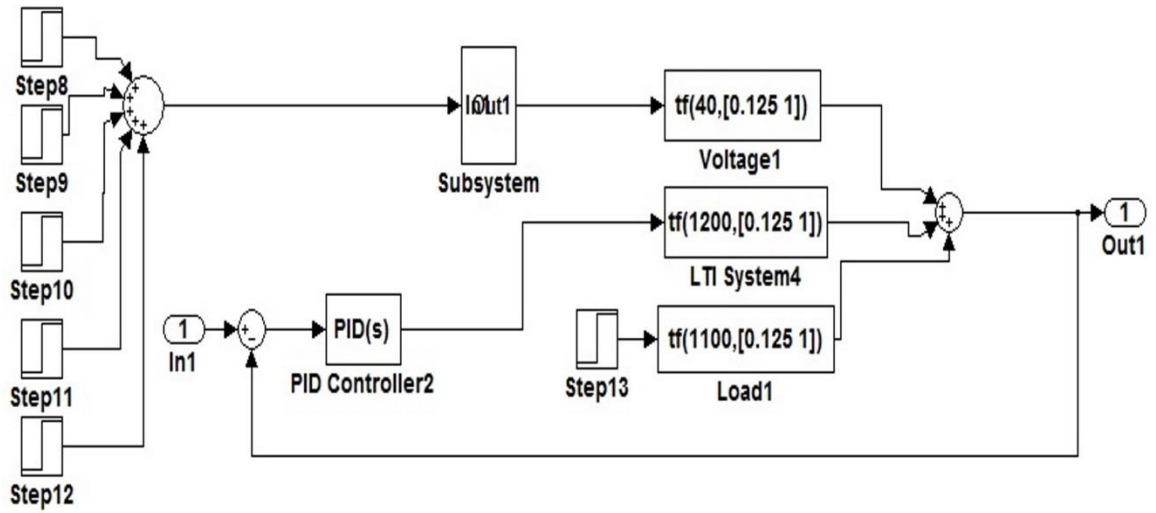 Step8
Step9
Step10
Step11
Step12
+
+
+
+
+
Out1
Subsystem
tf(40,[0.125 1])
Voltage1
tf(1200,[0.125 1])
LTI System4
tf(1100,[0.125 1])
Load1
Step13
1
In1
+
-
PID(s)
PID Controller2
+
+
+
1
Out1